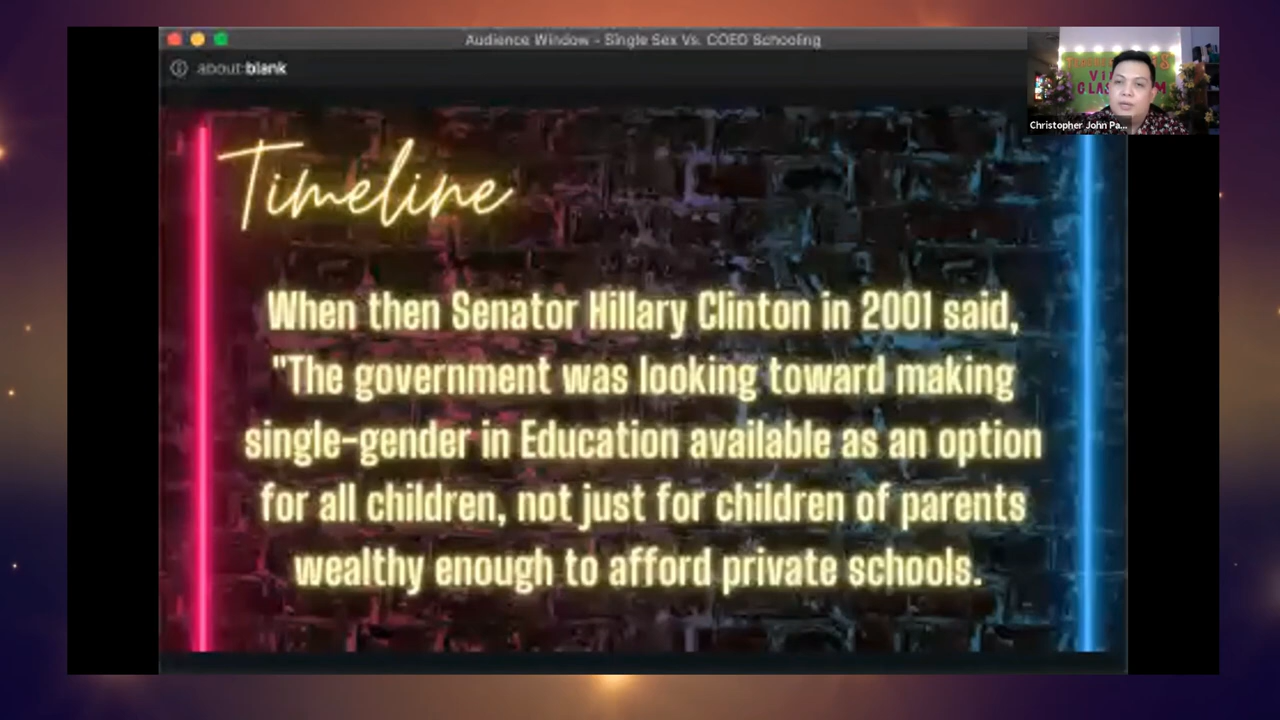 Audience Window - Single Sex Vs. COED Schooling
about:blank
Christopher John Pa...
Timeline
When then Senator Hillary Clinton in 2001 said,
"The government was looking toward making
single-gender in Education available as an option
for all children, not just for children of parents
wealthy enough to afford private schools.